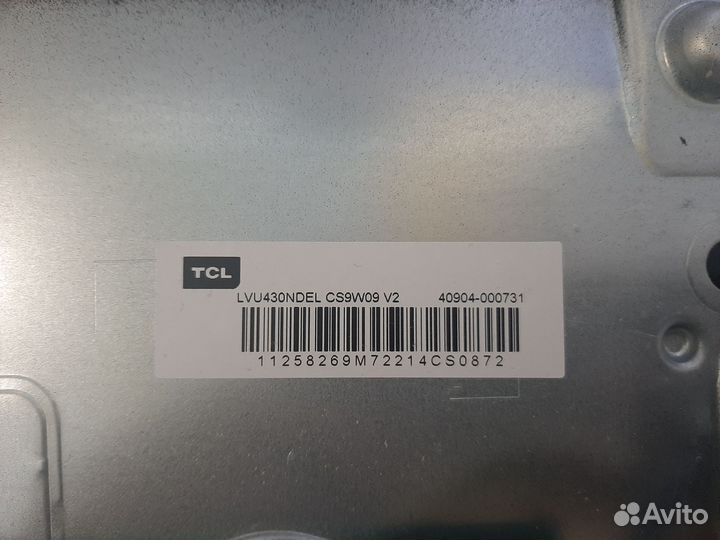 TCL
LVU430NDEL CS9W09 V2 40904-000731
11258269M72214CS0872
Avito